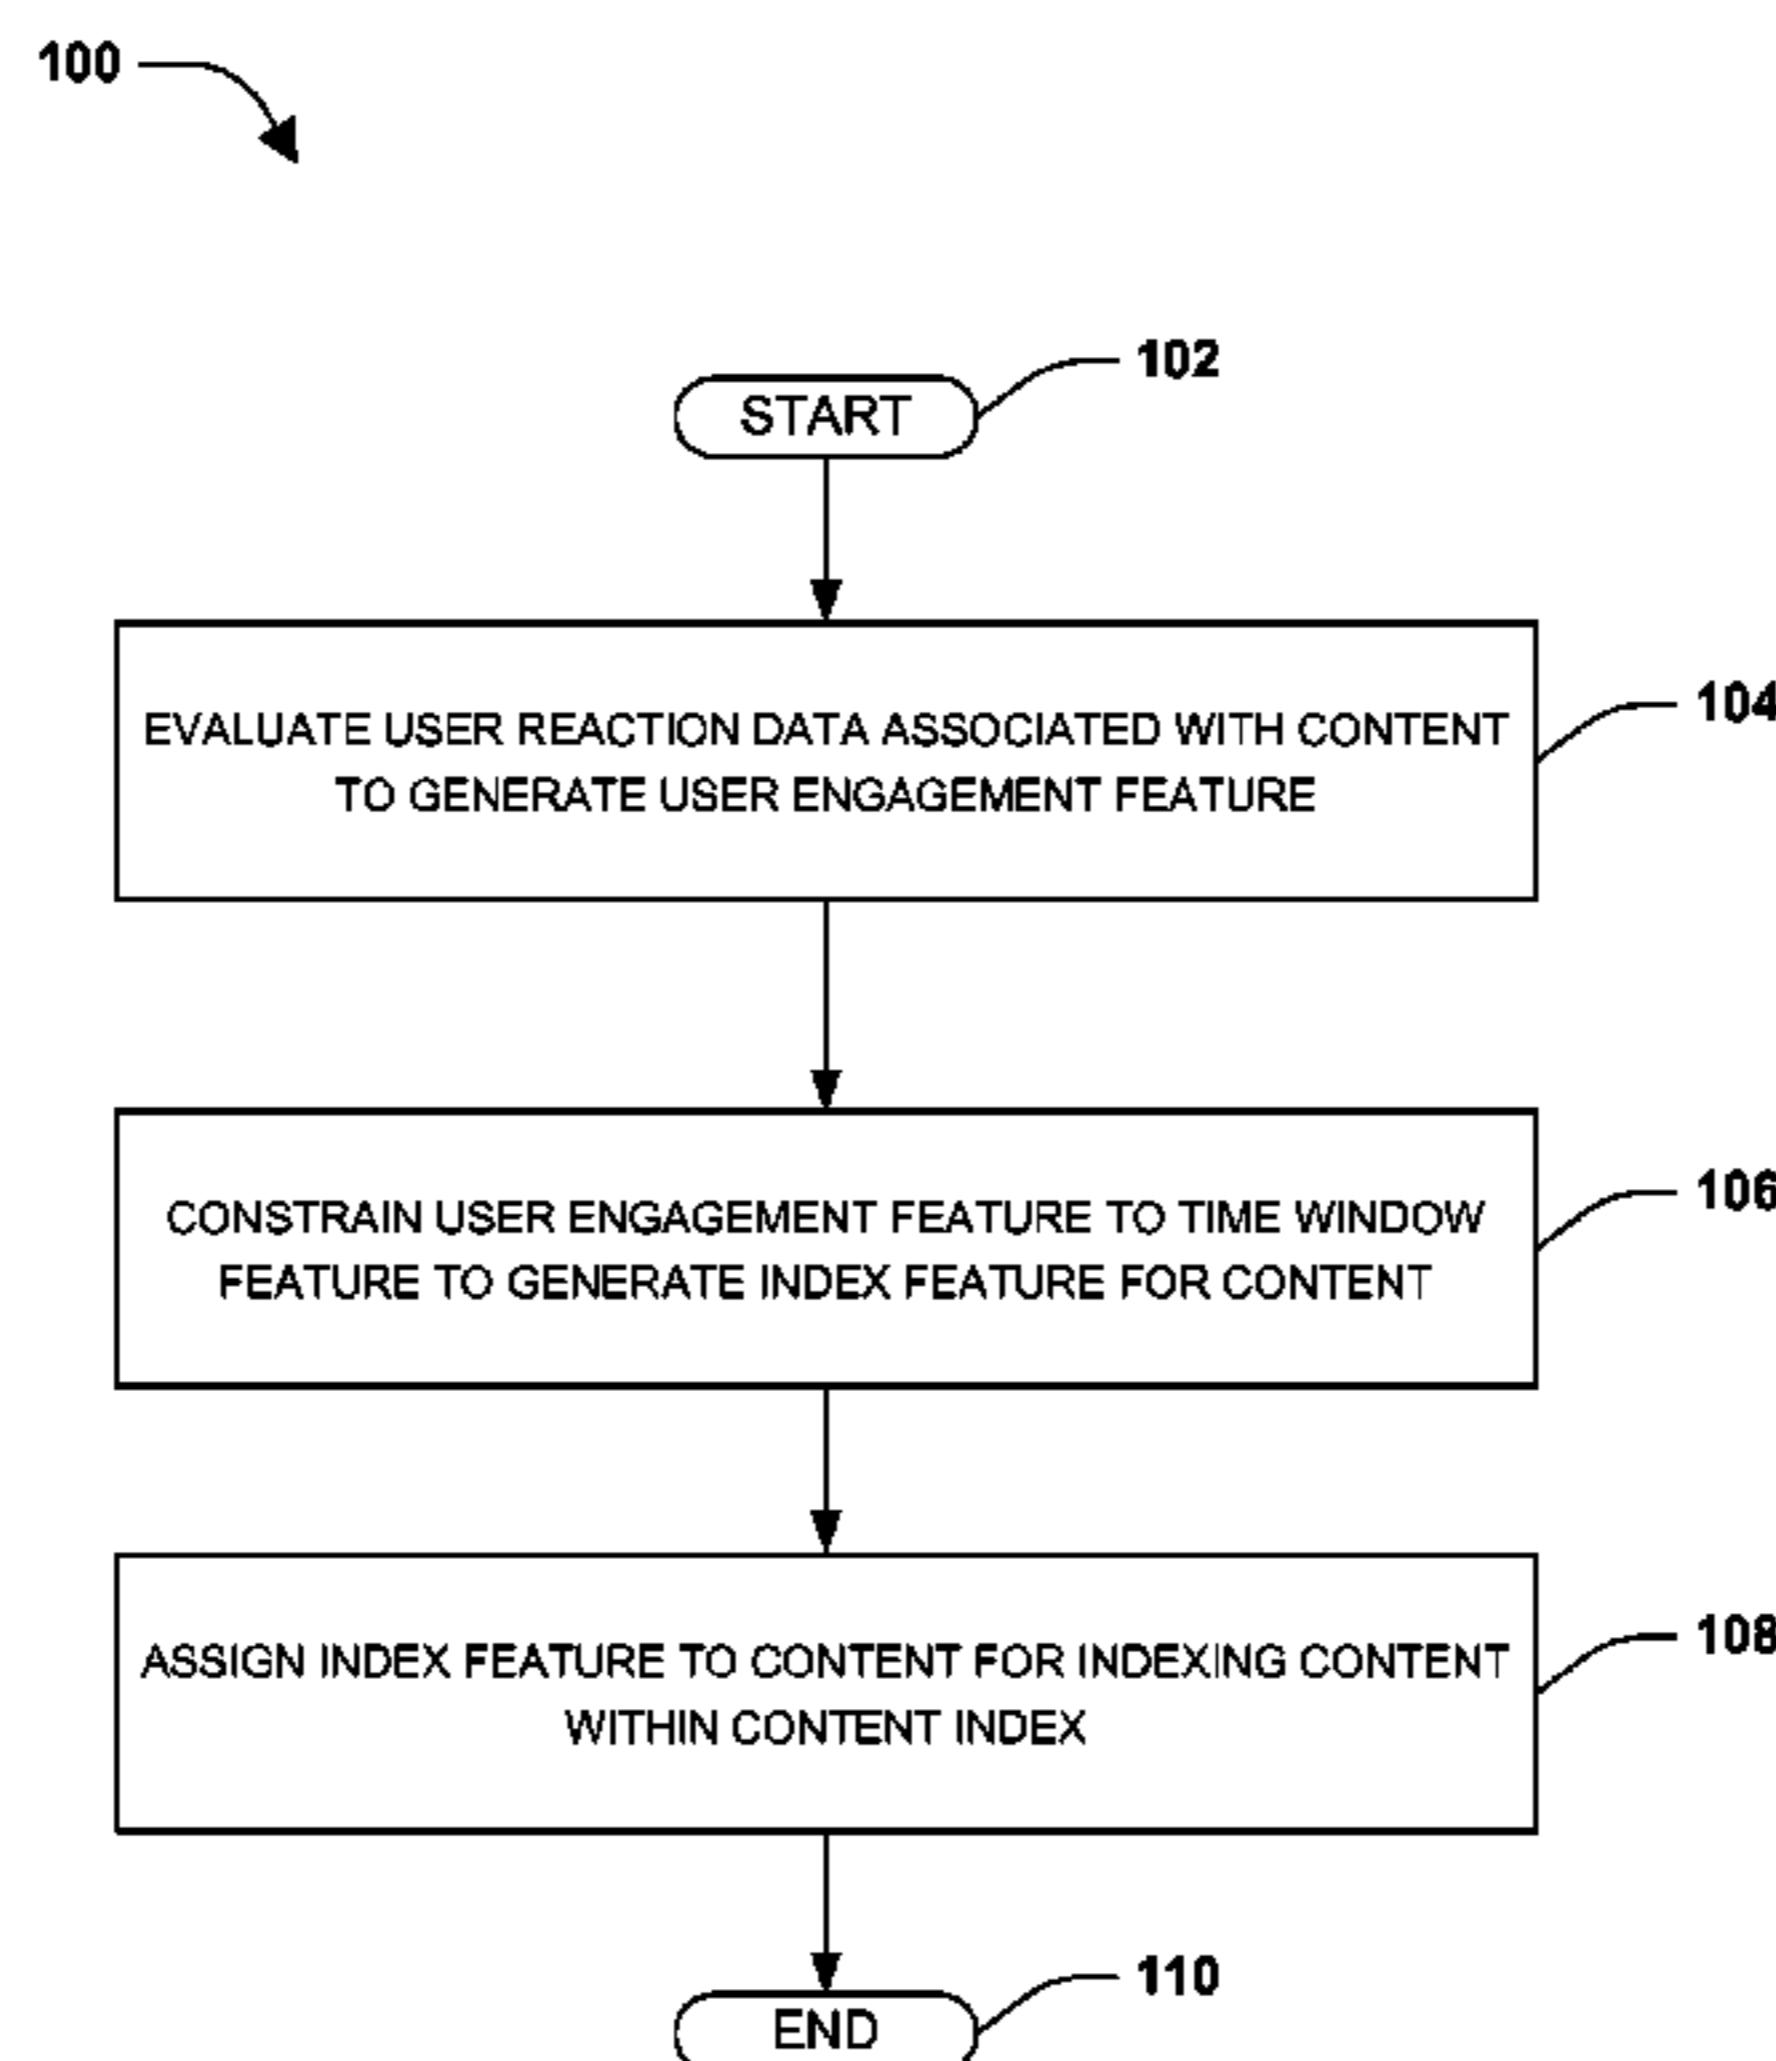 100
102
START
104
EVALUATE USER REACTION DATA ASSOCIATED WITH CONTENT
TO GENERATE USER ENGAGEMENT FEATURE
106
CONSTRAIN USER ENGAGEMENT FEATURE TO TIME WINDOW
FEATURE TO GENERATE INDEX FEATURE FOR CONTENT
108
ASSIGN INDEX FEATURE TO CONTENT FOR INDEXING CONTENT
WITHIN CONTENT INDEX
110
END